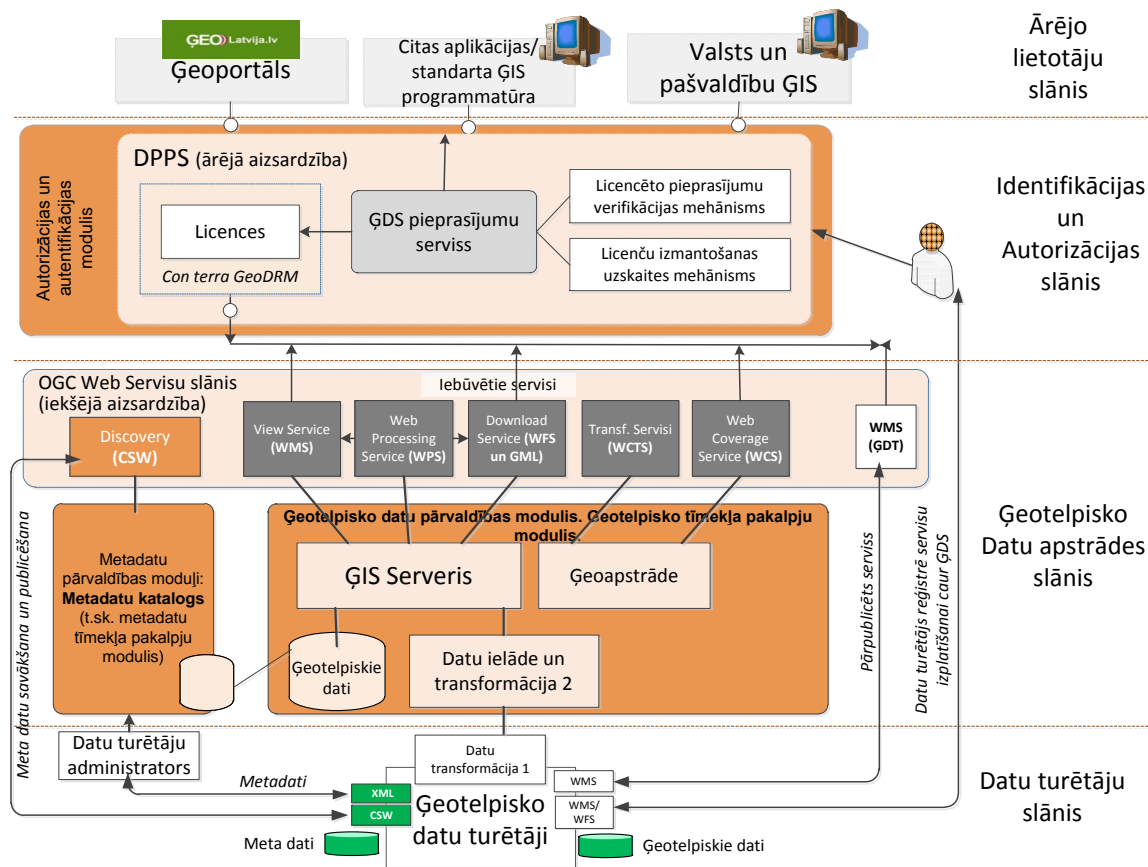 ĢEO Latvija.lv
Ģeoportāls
Citas aplikācijas/
standarta ĢIS
programmatūra
Valsts un
pašvaldību ĢIS
Ārējo
lietotāju
slānis
Autorizācijas un
autentifikācijas
modulis
DPPS (ārējā aizsardzība)
Licences
Con terra GeoDRM
ĢDS pieprasījumu
serviss
Licencēto pieprasījumu
verifikācijas mehānisms
Licenču izmantošanas
uzskaites mehānisms
Identifikācijas
un
Autorizācijas
slānis
OGC Web Servisu slānis
(iekšējā aizsardzība)
Iebūvētie servisi
Discovery
(CSW)
View Service
(WMS)
Web
Processing
Service (WPS)
Download
Service (WFS
un GML)
Transf. Servisi
(WCTS)
Web
Coverage
Service (WCS)
WMS
(ĢDT)
Meta datu savākšana un publicēšana
Metadatu
pārvaldības moduļi:
Metadatu katalogs
(t.sk. metadatu
tīmekļa pakalpju
modulis)
Ģeotelpisko datu pārvaldības modulis. Ģeotelpisko tīmekļa pakalpju
modulis.
ĢIS Serveris
Ģeoapstrāde
Ģeotelpiskie
dati
Datu ielāde un
transformācija 2
Pārpublicēts serviss
Datu turētājs reģistrē servisu
izplatīšanai caur ĢDS
Ģeotelpisko
Datu apstrādes
slānis
Datu turētāju
administrators
Metadati
Datu
transformācija 1
XML
CSW
WMS
WMS/
WFS
Ģeotelpisko
datu turētāji
Meta dati
Ģeotelpiskie dati
Datu turētāju
slānis